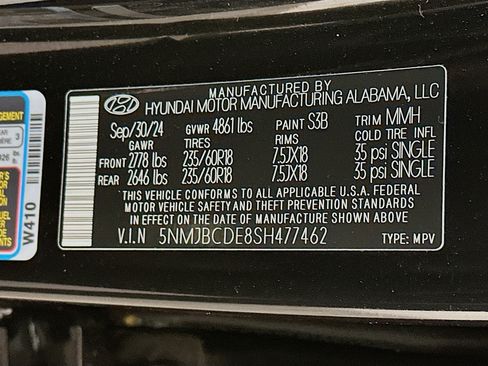 MANUFACTURED BY
HYUNDAI MOTOR MANUFACTURING ALABAMA, LLC
Sep/30/24 GVWR 4861 lbs PAINT S3B TRIM MMH
GAWR TIRES RIMS COLD TIRE INFL
FRONT 2778 lbs 235/60R18 7.5JX18 35 psi SINGLE
REAR 2646 lbs 235/60R18 7.5JX18 35 psi SINGLE
THIS VEHICLE CONFORMS TO ALL APPLICABLE U.S.A. FEDERAL
MOTOR VEHICLE SAFETY AND THEFT PREVENTION STANDARDS
IN EFFECT ON THE DATE OF MANUFACTURE SHOWN ABOVE.
V.I.N 5NMJBCDE8SH477462 TYPE: MPV
W410